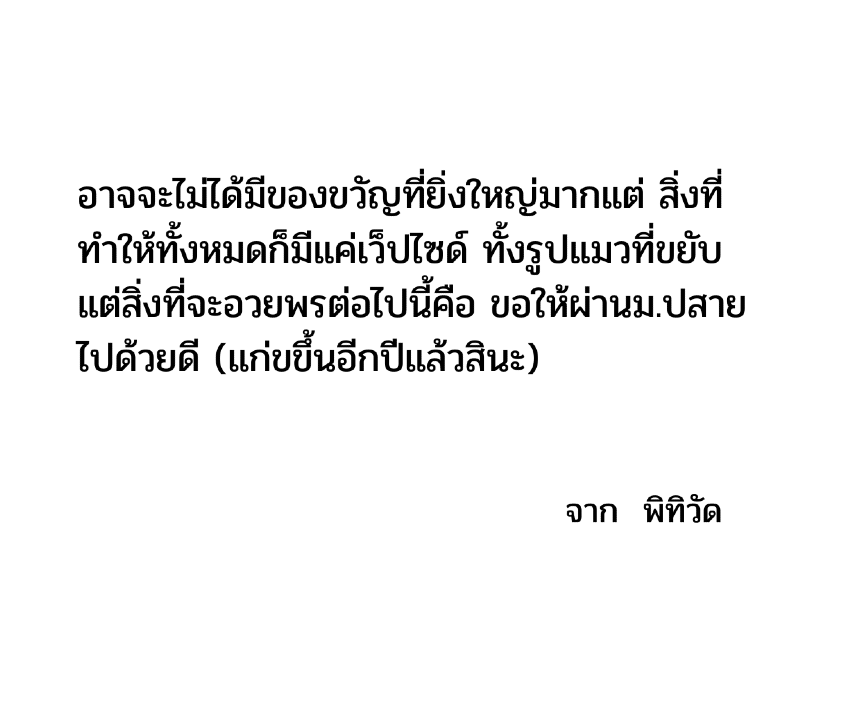 อาจจะไม่ได้มีของขวัญที่ยิ่งใหญ่มากแต่ สิ่งที่
ทำให้ทั้งหมดก็มีแค่เว็ปไซด์ ทั้งรูปแมวที่ขยับ
แต่สิ่งที่จะอวยพรต่อไปนี้คือ ขอให้ผ่านม.ปสาย
ไปด้วยดี (แก่ขขึ้นอีกปีแล้วสินะ)
จาก พิทิวัด